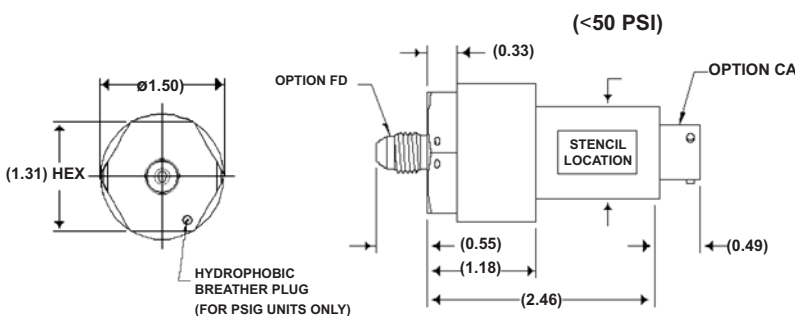 (<50 PSI)
(0.33)
ø1.50)
OPTION FD
OPTION CA
STENCIL
LOCATION
(1.31) HEX
(0.55)
(0.49)
(1.18)
HYDROPHOBIC
BREATHER PLUG
(FOR PSIG UNITS ONLY)
(2.46)